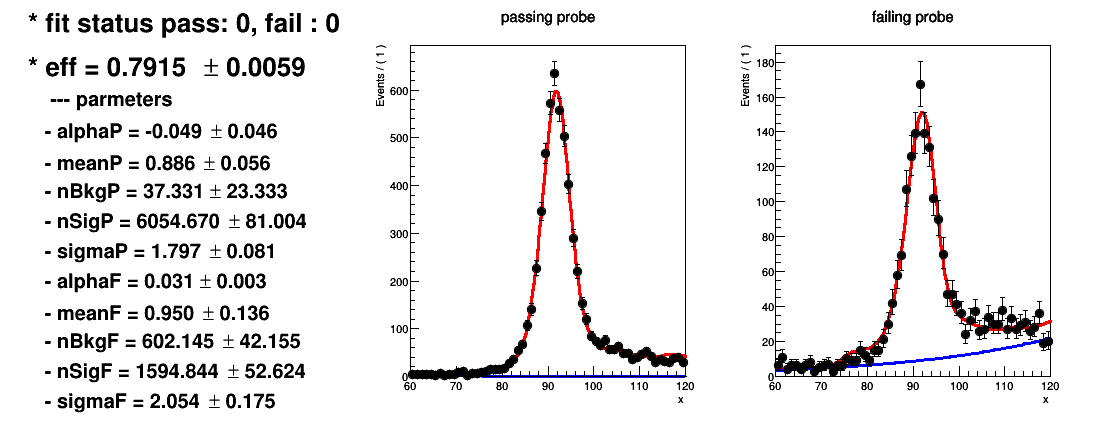 * fit status pass: 0, fail : 0
* eff = 0.7915 ± 0.0059
--- parmeters
- alphaP = -0.049 ± 0.046
- meanP = 0.886 ± 0.056
- nBkgP = 37.331 ± 23.333
- nSigP = 6054.670 ± 81.004
- sigmaP = 1.797 ± 0.081
- alphaF = 0.031 ± 0.003
- meanF = 0.950 ± 0.136
- nBkgF = 602.145 ± 42.155
- nSigF = 1594.844 ± 52.624
- sigmaF = 2.054 ± 0.175
passing probe
Events / ( 1 )
600
500
400
300
200
100
0
60 70 80 90 100 110 120
x
failing probe
Events / ( 1 )
180
160
140
120
100
80
60
40
20
0
60 70 80 90 100 110 120
x